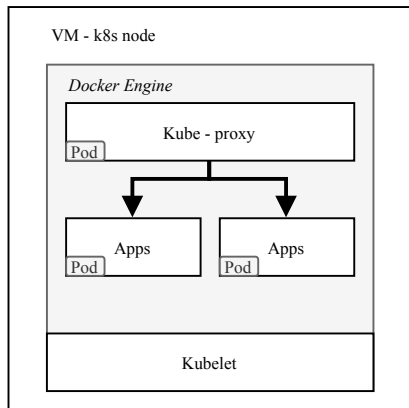 VM - k8s node
Docker Engine
Kube - proxy
Pod
Apps
Pod
Apps
Pod
Kubelet